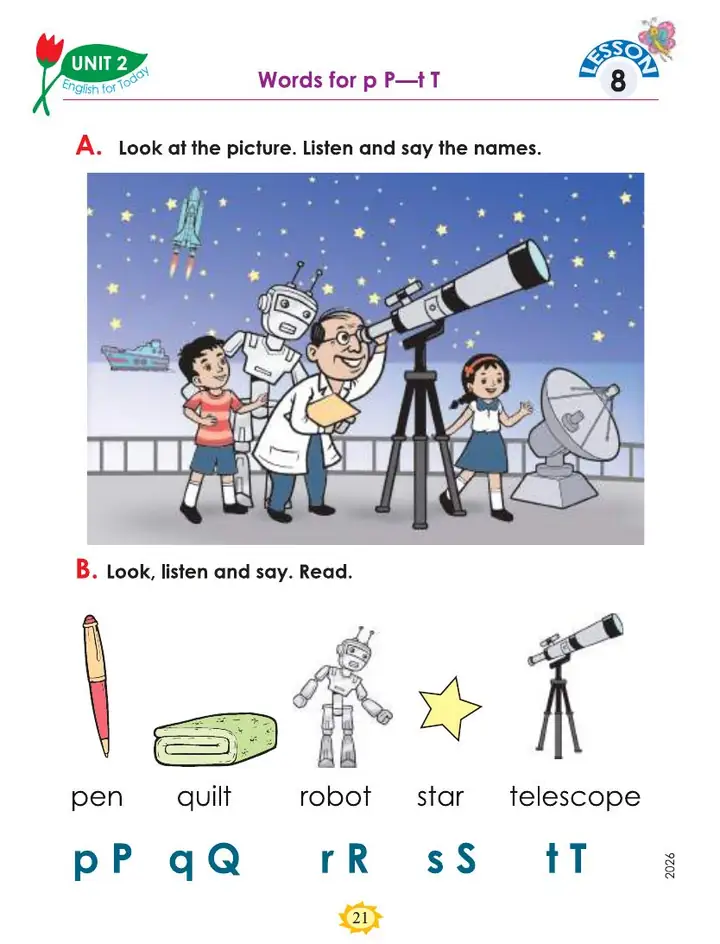 UNIT 2
English for Today
Words for p P—t T
LESSON
8
A. Look at the picture. Listen and say the names.
B. Look, listen and say. Read.
pen quilt robot star telescope
p P q Q r R s S t T
2026
21